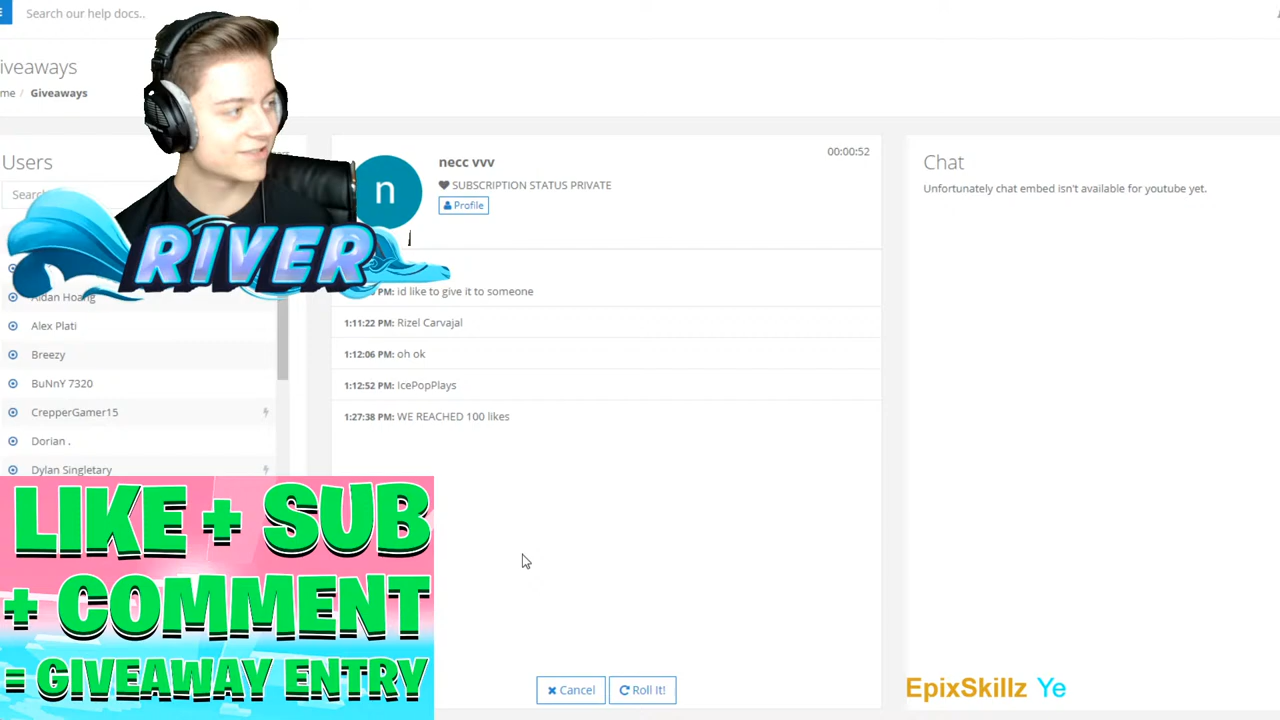 Search our help docs..
iveaways
me / Giveaways
Users
Sear
Aidan Hoang
Alex Plati
Breezy
BuNnY 7320
CrepperGamer15
Dorian .
Dylan Singletary
RIVER
n
necc vvv
SUBSCRIPTION STATUS PRIVATE
Profile
00:00:52
PM: id like to give it to someone
1:11:22 PM: Rizel Carvajal
1:12:06 PM: oh ok
1:12:52 PM: IcePopPlays
1:27:38 PM: WE REACHED 100 likes
Cancel
Roll It!
Chat
Unfortunately chat embed isn't available for youtube yet.
LIKE + SUB
+ COMMENT
= GIVEAWAY ENTRY
EpixSkillz Ye